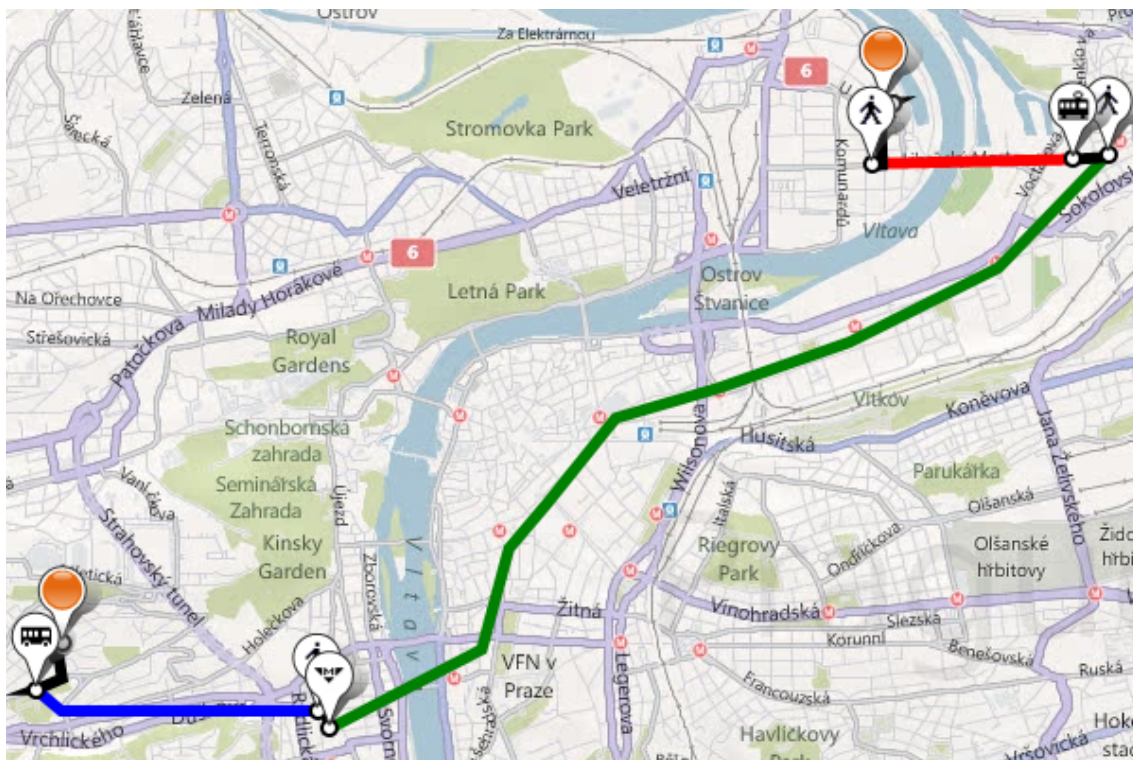 Ostrov
Za Elektrárnou
Zelená
Terronská
Šárecká
Stromovka Park
6
Veletržní
Komunardů
Voctářova
Vltava
6
Letná Park
Ostrov
Štvanice
Na Ořechovce
Milady Horákové
Střešovická
Patočkova
Royal
Gardens
Vítkov
Koněvova
Husitská
Wilsonova
Schonbornská
zahrada
Parukářka
Seminářská
Zahrada
Újezd
Italská
Olšanská
Jana Želivského
Strahovský tunel
Kinsky
Garden
Zborovská
Vltava
Riegrovy
Park
Ondříčkova
Olšanské
hřbitovy
Holečkova
Žitná
Vinohradská
Slezská
Korunní
Benešovská
Ruská
VFN v
Praze
Legerova
Francouzská
Vrchlického
Havlíčkovy
Vršovická